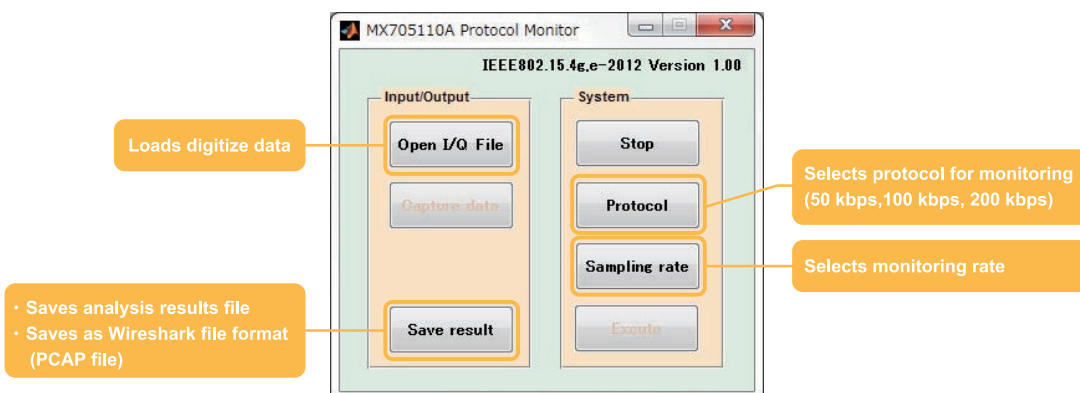 MX705110A Protocol Monitor
IEEE802.15.4g,e-2012 Version 1.00
Input/Output
System
Loads digitize data
Open I/Q File
Stop
Capture data
Protocol
Selects protocol for monitoring
(50 kbps,100 kbps, 200 kbps)
Sampling rate
Selects monitoring rate
・Saves analysis results file
・Saves as Wireshark file format
(PCAP file)
Save result
Excute